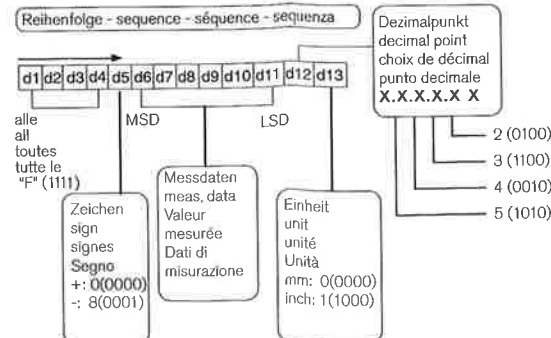 Reihenfolge - sequence - séquence - sequenza
d1 d2 d3 d4 d5 d6 d7 d8 d9 d10 d11 d12 d13
alle
all
toutes
tutte le
"F" (1111)
MSD
LSD
Zeichen
sign
signes
Segno
+: 0(0000)
-: 8(0001)
Messdaten
meas, data
Valeur
mesurée
Dati di
misurazione
Einheit
unit
unité
Unità
mm: 0(0000)
inch: 1(1000)
Dezimalpunkt
decimal point
choix de décimal
punto decimale
X.X.X.X.X X
2 (0100)
3 (1100)
4 (0010)
5 (1010)